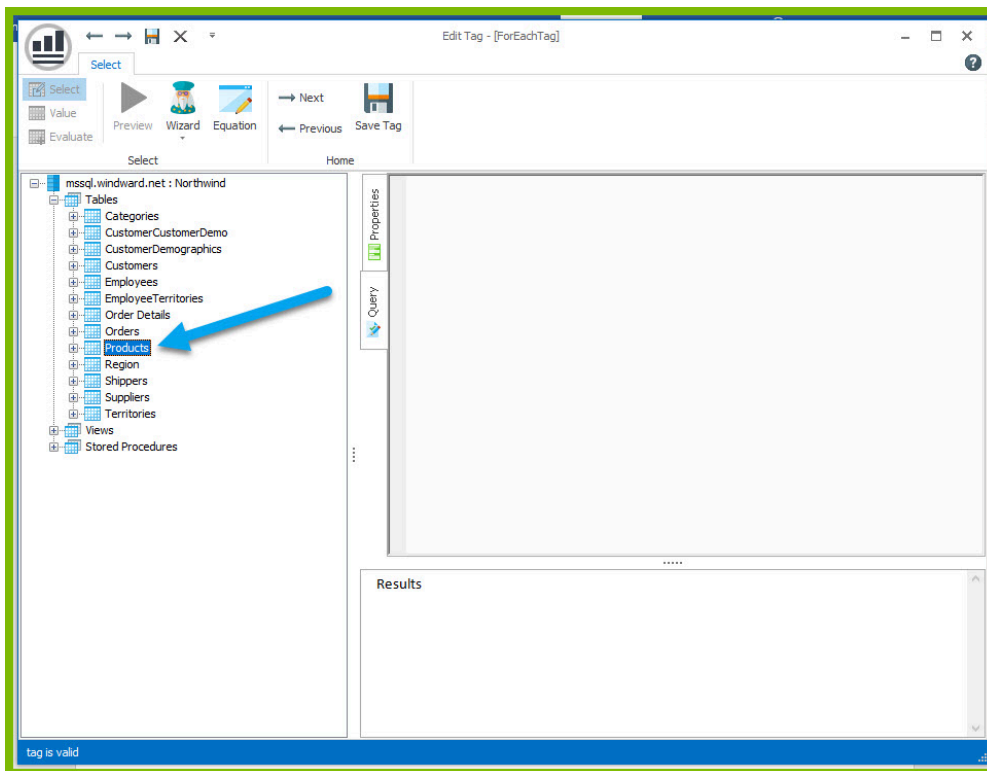 Edit Tag - [ForEachTag]
Select
Select
Value
Evaluate
Preview
Wizard
Equation
Next
Previous
Save Tag
Select
Home
mssql.windward.net : Northwind
Tables
Categories
CustomerCustomerDemo
CustomerDemographics
Customers
Employees
EmployeeTerritories
Order Details
Orders
Products
Region
Shippers
Suppliers
Territories
Views
Stored Procedures
Properties
Query
Results
tag is valid